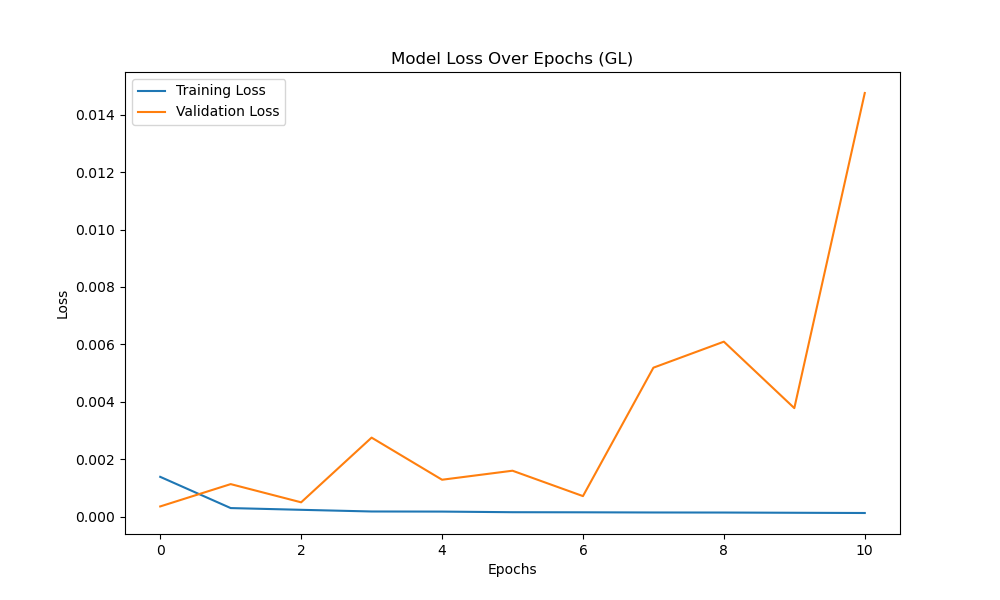 Model Loss Over Epochs (GL)
Training Loss
Validation Loss
0.014
0.012
0.010
0.008
0.006
0.004
0.002
0.000
Loss
0 2 4 6 8 10
Epochs